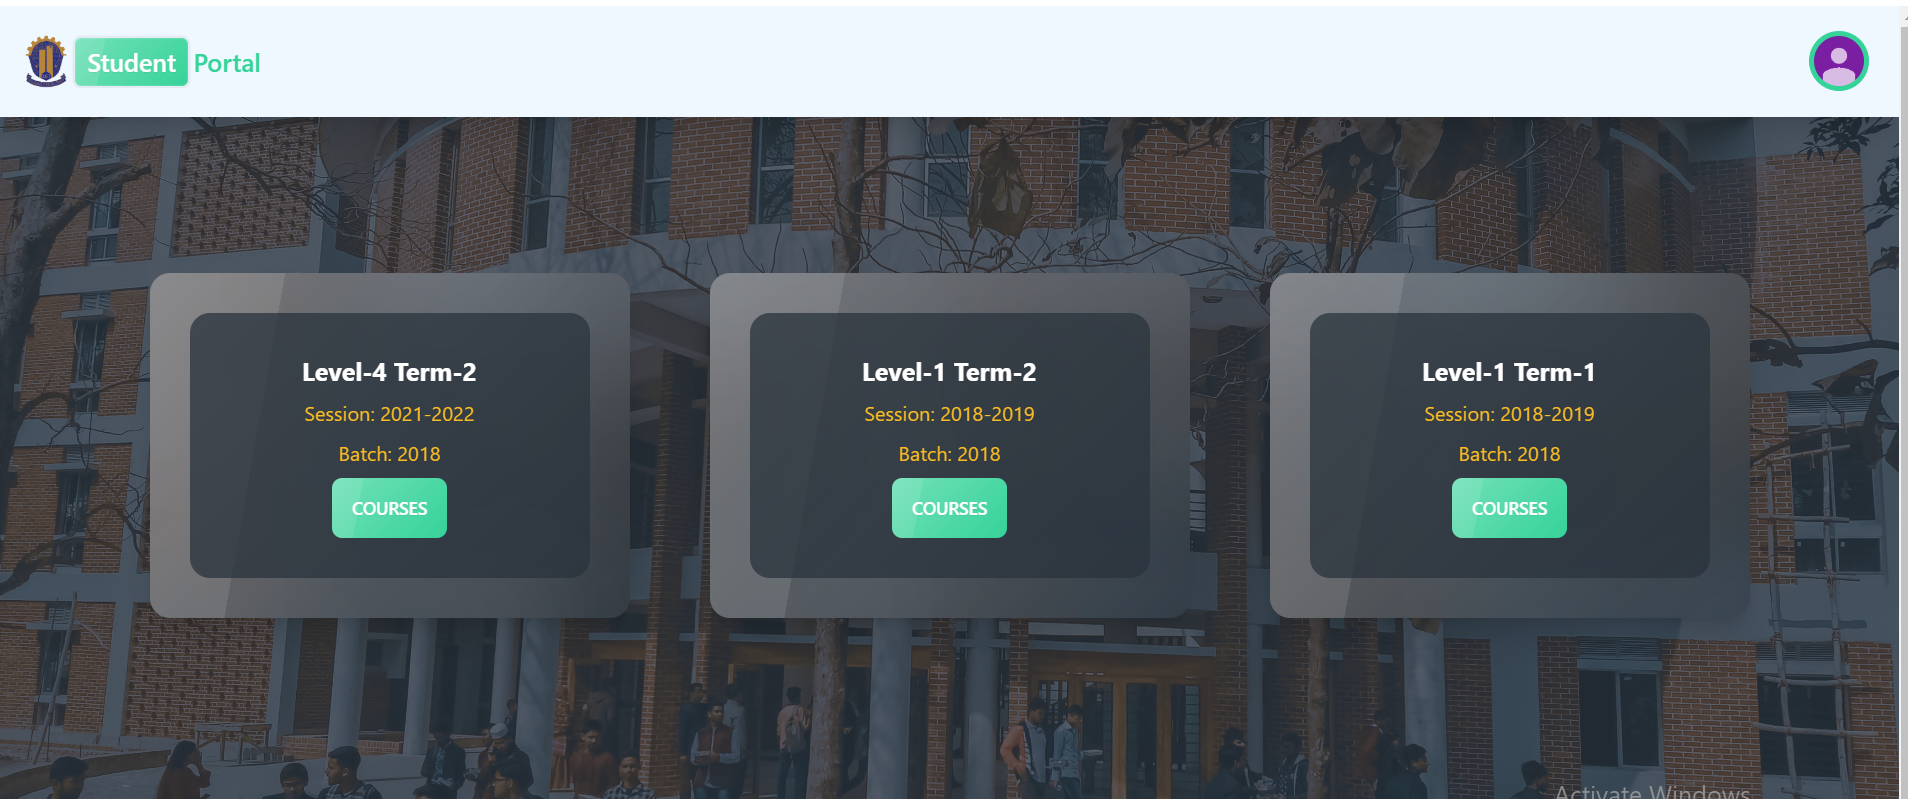 Student Portal
Level-4 Term-2
Session: 2021-2022
Batch: 2018
COURSES
Level-1 Term-2
Session: 2018-2019
Batch: 2018
COURSES
Level-1 Term-1
Session: 2018-2019
Batch: 2018
COURSES
Activate Windows